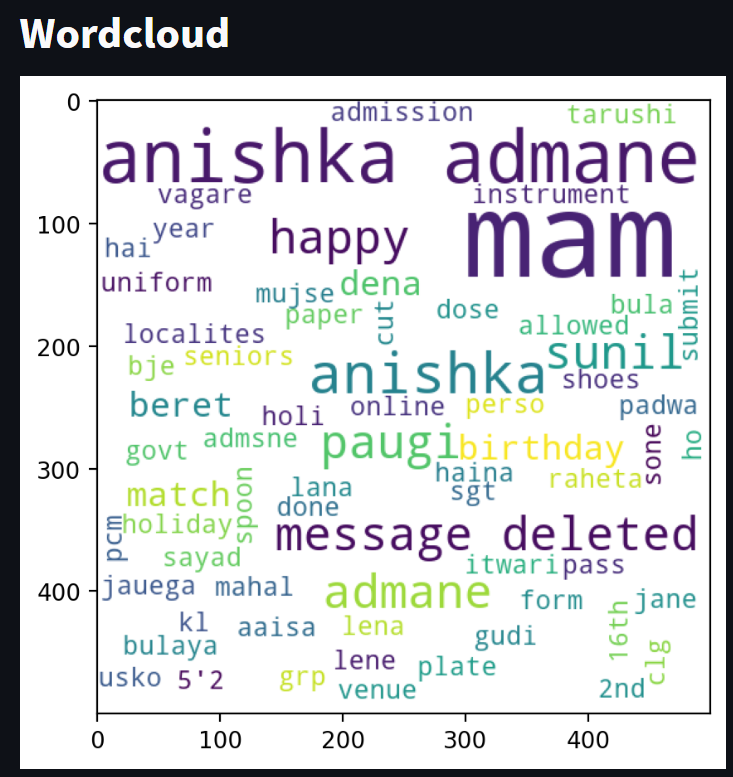 Wordcloud
0
admission
tarushi
anishka admane
vagare
instrument
100
year
happy
mam
hai
uniform
mujse
dena
submit
paper
cut
dose
bula
allowed
localites
200
seniors
sunil
bje
anishka
shoes
beret
holi
online
perso
padwa
govt
admsne
paugi
birthday
sone
ho
300
haina
raheta
match
spoon
lana
sgt
done
pcm
holiday
message deleted
sayad
itwari
pass
400
jauega
mahal
admane
form
jane
kl
aaisa
lena
16th
gudi
bulaya
clg
lene
plate
usko
5'2
grp
venue
2nd
0
100
200
300
400